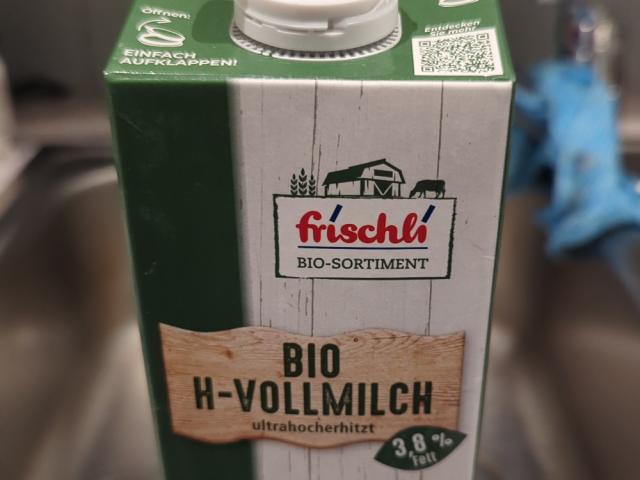 Öffnen:
EINFACH
AUFKLAPPEN!
Entdecken
Sie mehr
frischli
BIO-SORTIMENT
BIO
H-VOLLMILCH
ultrahocherhitzt
3,8 %
Fett